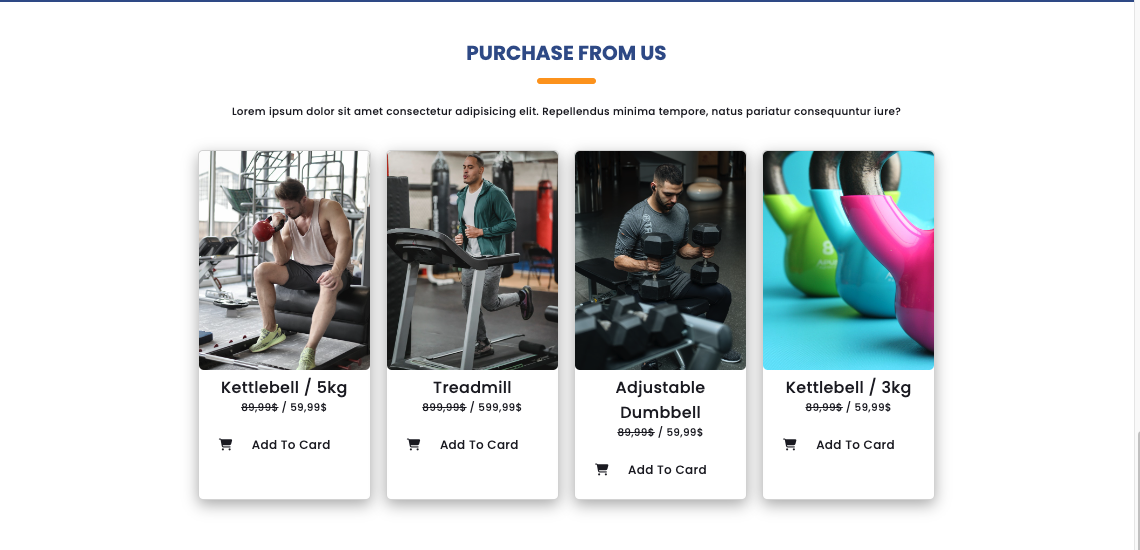 PURCHASE FROM US
Lorem ipsum dolor sit amet consectetur adipisicing elit. Repellendus minima tempore, natus pariatur consequuntur iure?
Kettlebell / 5kg
89,99$ / 59,99$
Add To Card
Treadmill
899,99$ / 599,99$
Add To Card
Adjustable
Dumbbell
89,99$ / 59,99$
Add To Card
Kettlebell / 3kg
89,99$ / 59,99$
Add To Card